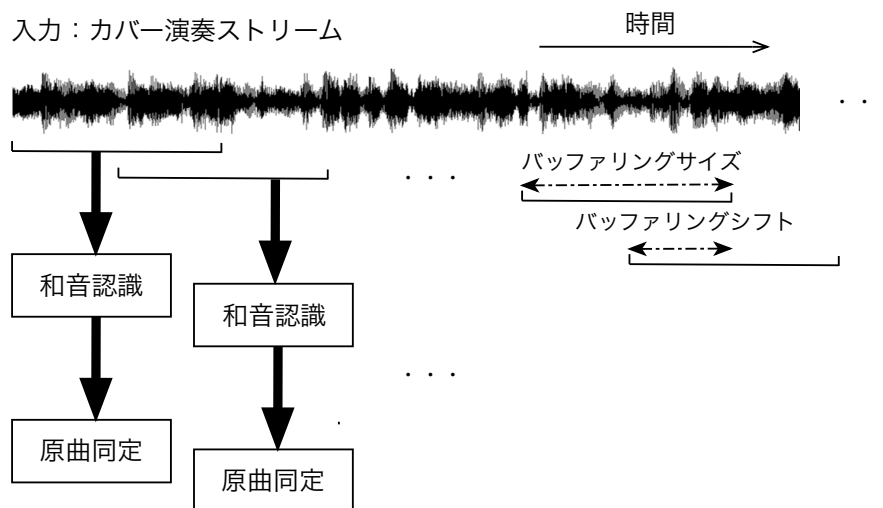 入力：カバー演奏ストリーム
時間
・・
・・・
バッファリングサイズ
バッファリングシフト
和音認識
和音認識
・・・
原曲同定
原曲同定